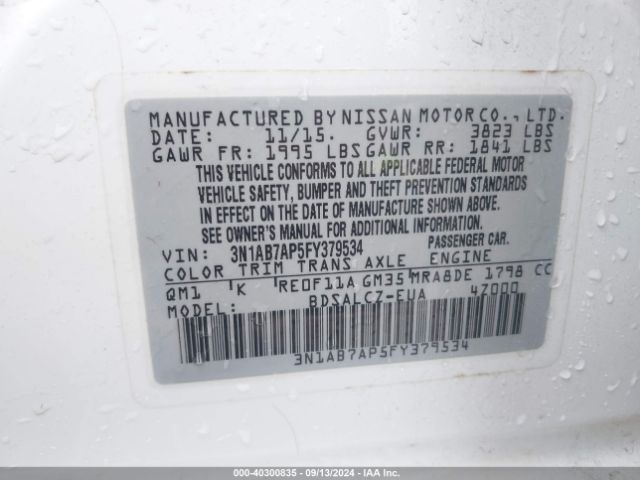 MANUFACTURED BY NISSAN MOTOR CO., LTD.
DATE: 11/15. GVWR: 3823 LBS
GAWR FR: 1995 LBS GAWR RR: 1841 LBS
THIS VEHICLE CONFORMS TO ALL APPLICABLE FEDERAL MOTOR
VEHICLE SAFETY, BUMPER AND THEFT PREVENTION STANDARDS
IN EFFECT ON THE DATE OF MANUFACTURE SHOWN ABOVE.
SEE OWNER'S MANUAL FOR ADDITIONAL INFORMATION.
VIN: 3N1AB7AP5FY379534 PASSENGER CAR.
COLOR TRIM TRANS AXLE ENGINE
QM1 K RE0F11A GM35 MRA8DE 1798 CC
MODEL: BDSALCZ-EUA 4Z000
3N1AB7AP5FY379534
000-40300835 - 09/13/2024 - IAAI.com